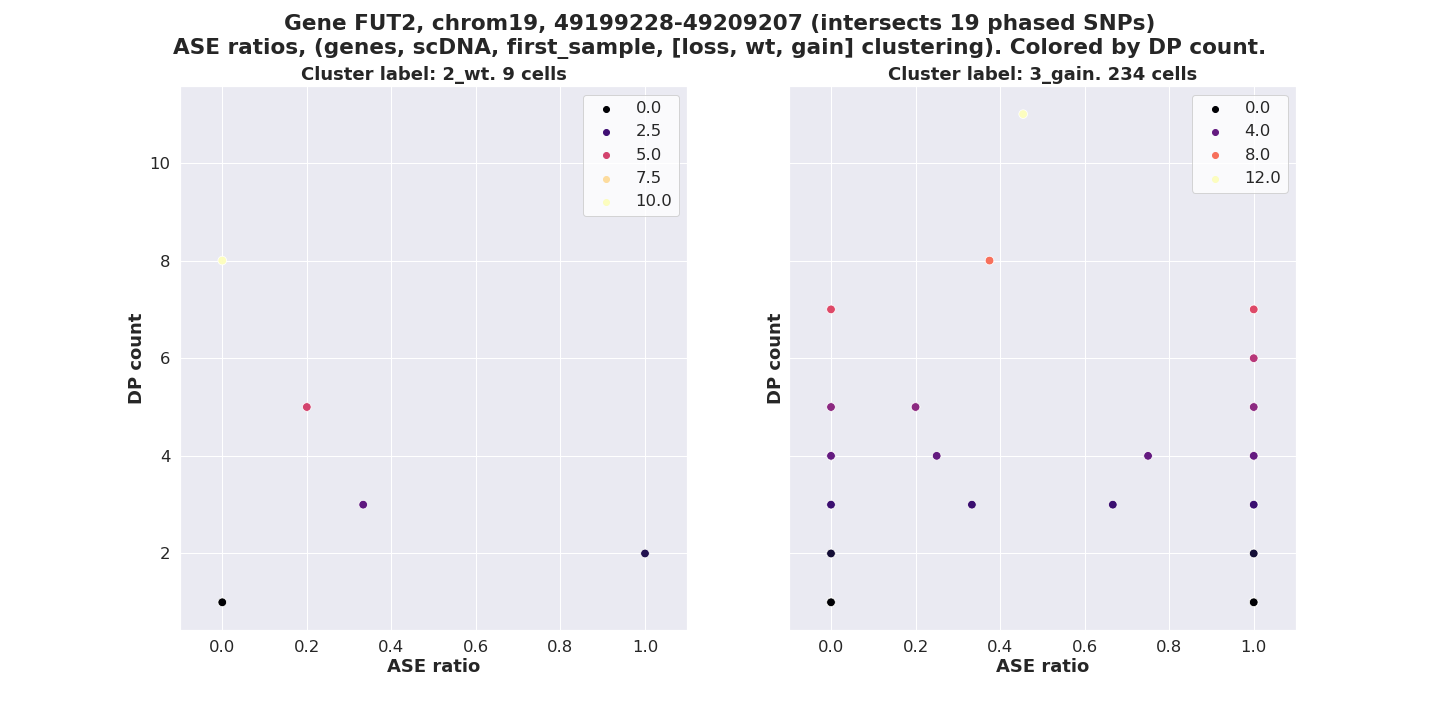 Gene FUT2, chrom19, 49199228-49209207 (intersects 19 phased SNPs)
ASE ratios, (genes, scDNA, first_sample, [loss, wt, gain] clustering). Colored by DP count.
Cluster label: 2_wt. 9 cells
0.0
2.5
5.0
7.5
10.0
10
8
6
4
2
DP count
0.0 0.2 0.4 0.6 0.8 1.0
ASE ratio
Cluster label: 3_gain. 234 cells
0.0
4.0
8.0
12.0
DP count
0.0 0.2 0.4 0.6 0.8 1.0
ASE ratio